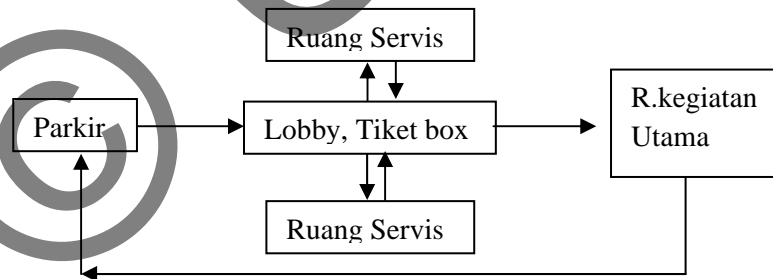 Ruang Servis
Parkir
Lobby, Tiket box
R.kegiatan
Utama
Ruang Servis